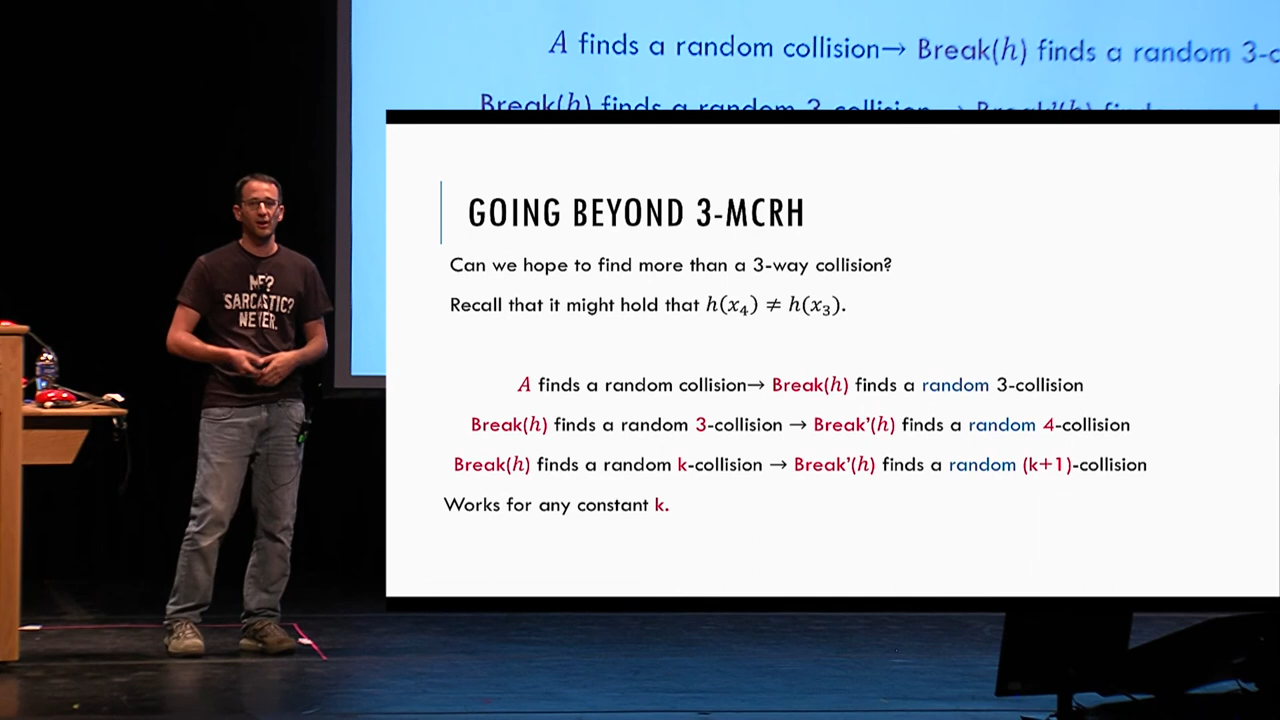 A finds a random collision→ Break(h) finds a random 3-c
Break(h) finds a random 3-collision → Break'(h)
GOING BEYOND 3-MCRH
Can we hope to find more than a 3-way collision?
Recall that it might hold that h(x₄) ≠ h(x₃).
A finds a random collision→ Break(h) finds a random 3-collision
Break(h) finds a random 3-collision → Break'(h) finds a random 4-collision
Break(h) finds a random k-collision → Break'(h) finds a random (k+1)-collision
Works for any constant k.
ME?
SARCASTIC?
NEVER.